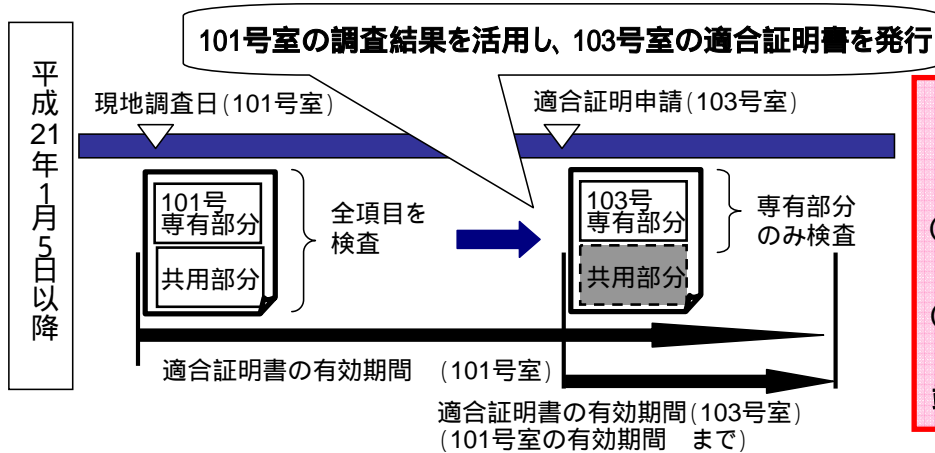 101号室の調査結果を活用し、103号室の適合証明書を発行
平成21年1月5日以降
現地調査日(101号室)
適合証明申請(103号室)
101号
専有部分
共用部分
全項目を
検査
103号
専有部分
共用部分
専有部分
のみ検査
適合証明書の有効期間 (101号室)
適合証明書の有効期間(103号室)
(101号室の有効期間 まで)
(
(